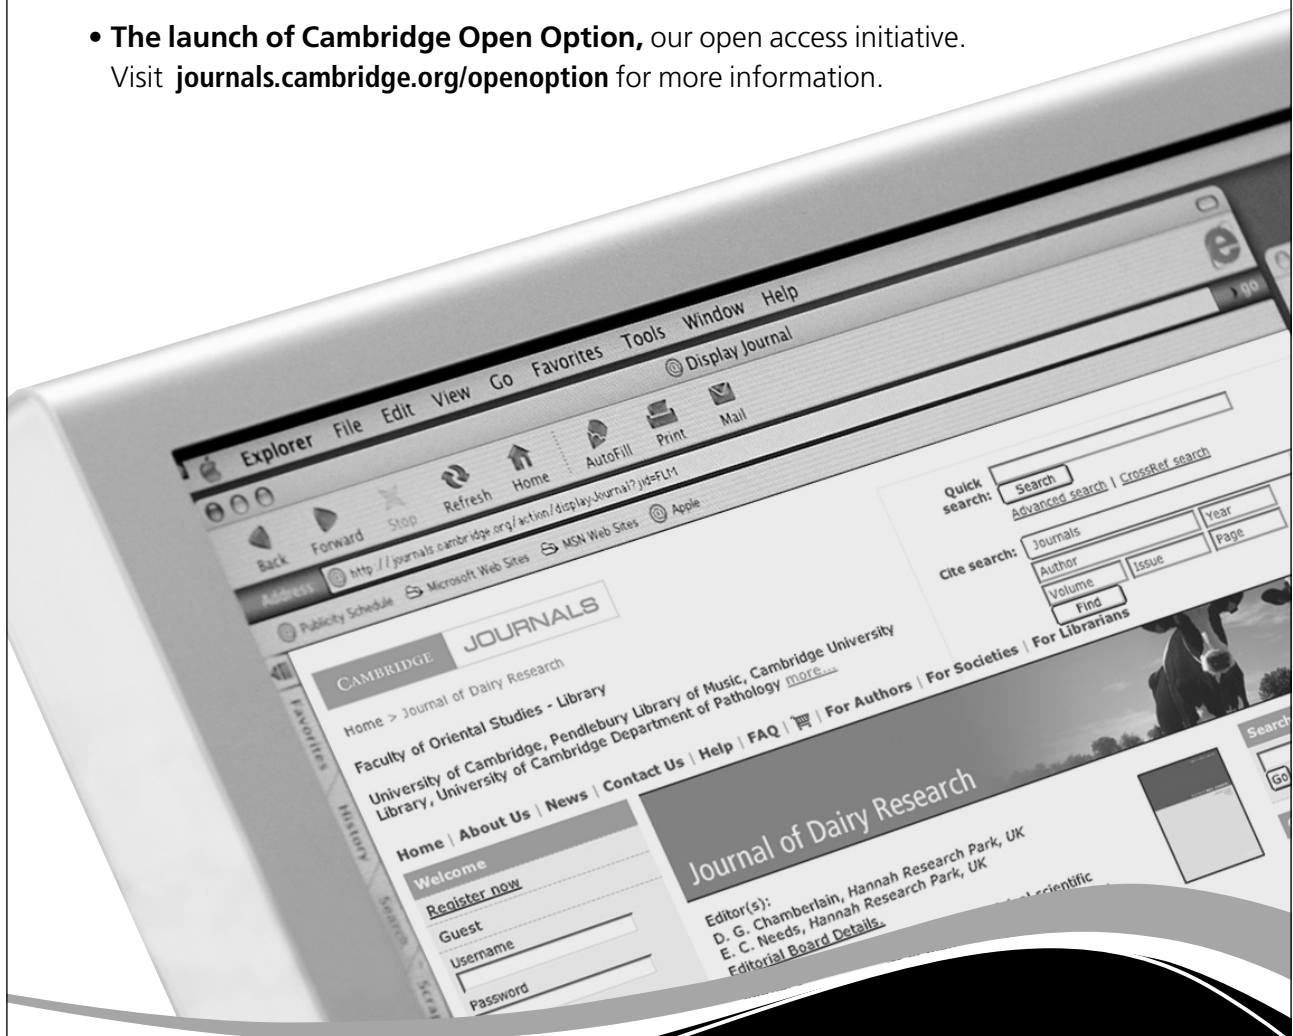 • The launch of Cambridge Open Option, our open access initiative.
Visit journals.cambridge.org/openoption for more information.
Explorer File Edit View Go Favorites Tools Window Help
Display Journal
Back Forward Stop Refresh Home AutoFill Print Mail
go
Address http://journals.cambridge.org/action/displayJournal?jid=FLM
Publicity Schedule Microsoft Web Sites MSN Web Sites Apple
Favorites
History
Search
CAMBRIDGE JOURNALS
Quick search:
Search
Advanced search | CrossRef search
Cite search:
Journals Year
Author
Volume Issue Page
Find
Home > Journal of Dairy Research
Faculty of Oriental Studies - Library
University of Cambridge, Pendlebury Library of Music, Cambridge University
Library, University of Cambridge Department of Pathology more...
Home | About Us | News | Contact Us | Help | FAQ | | For Authors | For Societies | For Librarians
Welcome
Register now
Guest
Username
Password
Journal of Dairy Research
Search
Go
Editor(s):
D. G. Chamberlain, Hannah Research Park, UK
E. C. Needs, Hannah Research Park, UK
Editorial Board Details.
scientific